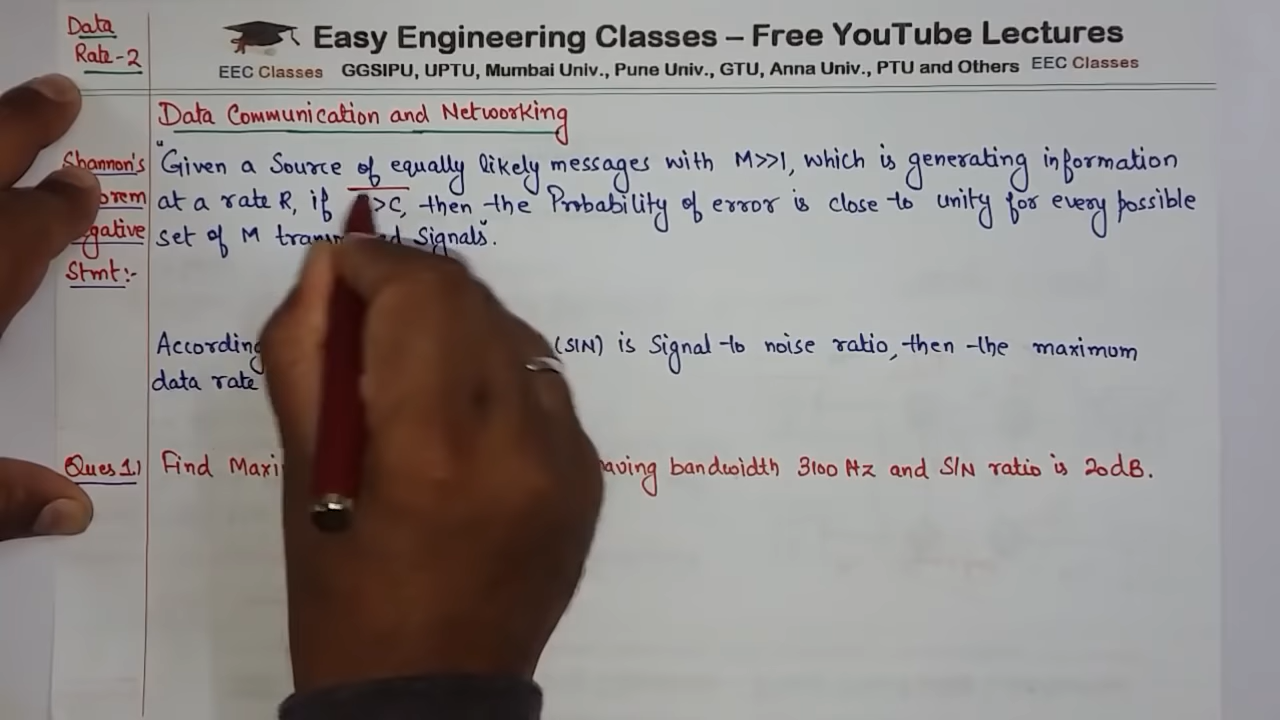 Data
Rate-2
Easy Engineering Classes – Free YouTube Lectures
EEC Classes GGSIPU, UPTU, Mumbai Univ., Pune Univ., GTU, Anna Univ., PTU and Others EEC Classes
Data Communication and Networking
Shannon's
Negative
Stmt:-
"Given a Source of equally likely messages with M>>1, which is generating information
at a rate R, if >C, then the Probability of error is close to unity for every possible
set of M Signals".
According (S/N) is Signal to noise ratio, then the maximum
data rate
Ques 1.) Find having bandwidth 3100 Hz and S/N ratio is 20dB.